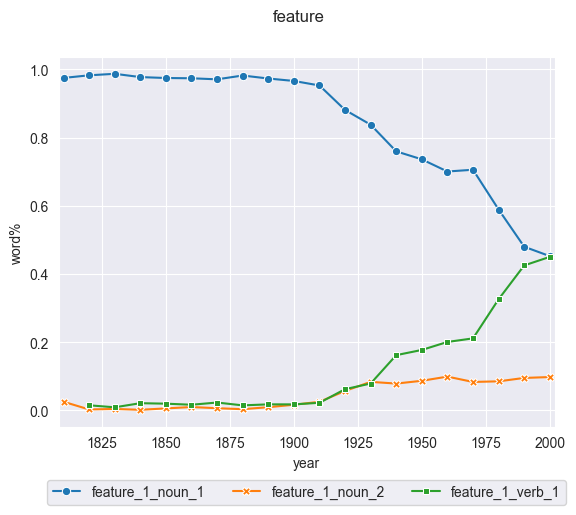 feature
1.0
0.8
0.6
0.4
0.2
0.0
word%
1825 1850 1875 1900 1925 1950 1975 2000
year
feature_1_noun_1 feature_1_noun_2 feature_1_verb_1